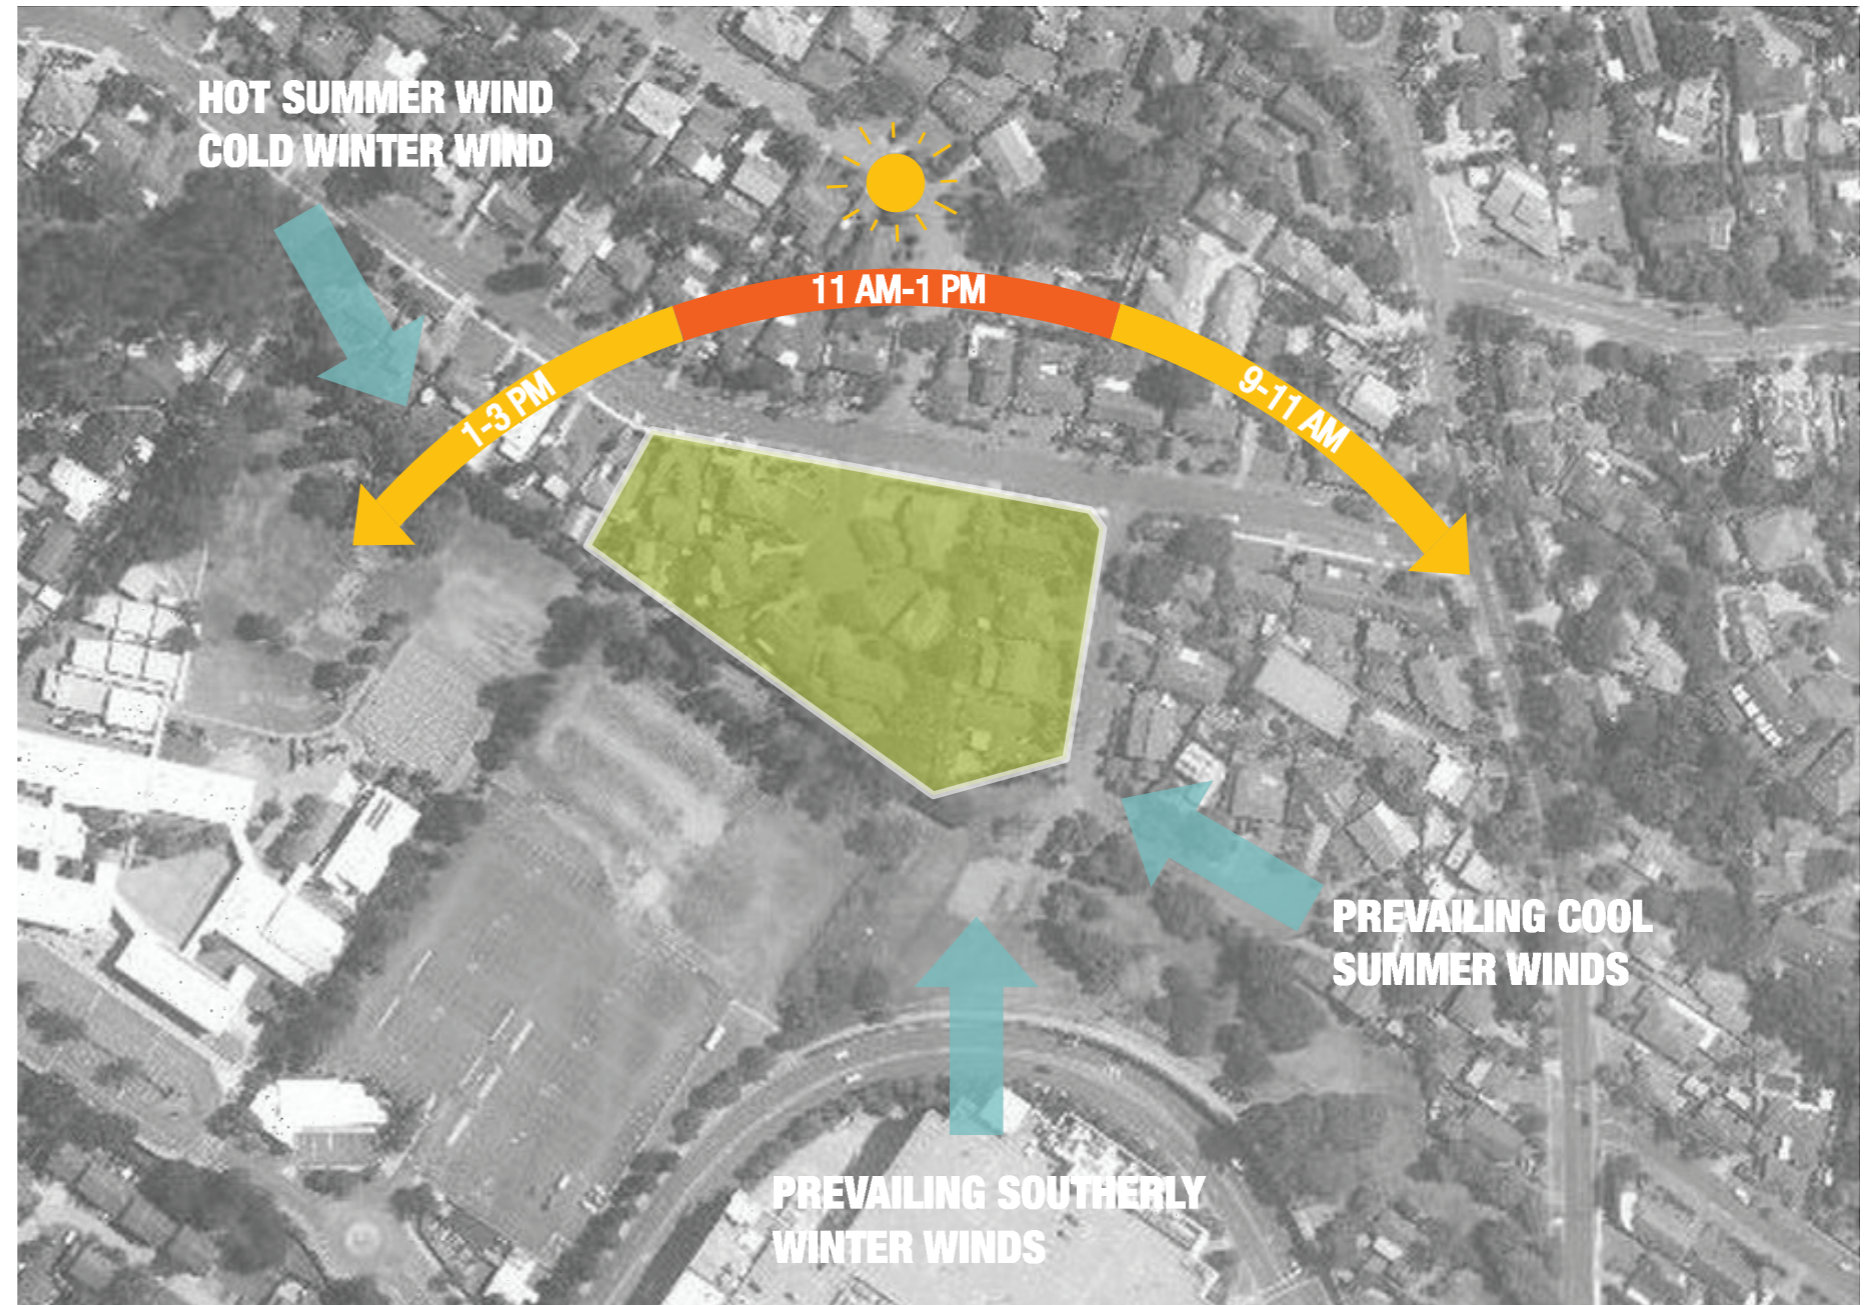 HOT SUMMER WIND
COLD WINTER WIND
11 AM-1 PM
1-3 PM
9-11 AM
PREVAILING COOL
SUMMER WINDS
PREVAILING SOUTHERLY
WINTER WINDS